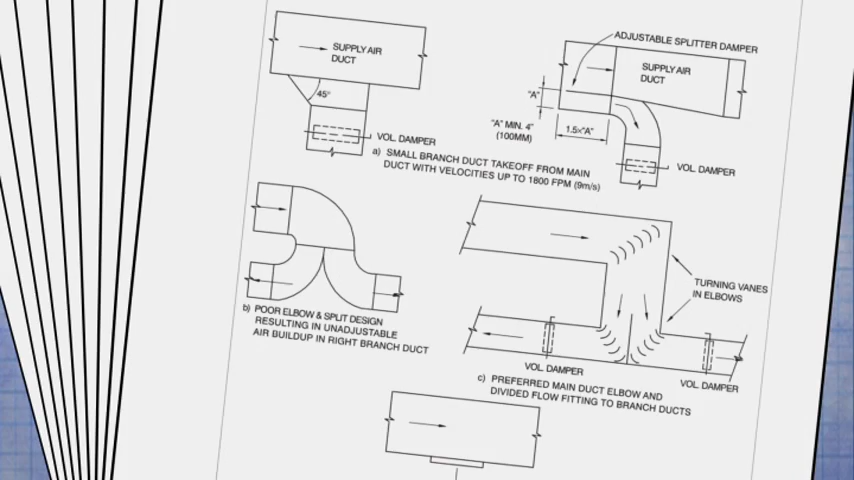 SUPPLY AIR
DUCT
45°
VOL. DAMPER
ADJUSTABLE SPLITTER DAMPER
SUPPLY AIR
DUCT
"A"
"A" MIN. 4"
(100MM)
1.5×"A"
VOL. DAMPER
a) SMALL BRANCH DUCT TAKEOFF FROM MAIN
DUCT WITH VELOCITIES UP TO 1800 FPM (9m/s)
b) POOR ELBOW & SPLIT DESIGN
RESULTING IN UNADJUSTABLE
AIR BUILDUP IN RIGHT BRANCH DUCT
TURNING VANES
IN ELBOWS
VOL. DAMPER
VOL. DAMPER
c) PREFERRED MAIN DUCT ELBOW AND
DIVIDED FLOW FITTING TO BRANCH DUCTS